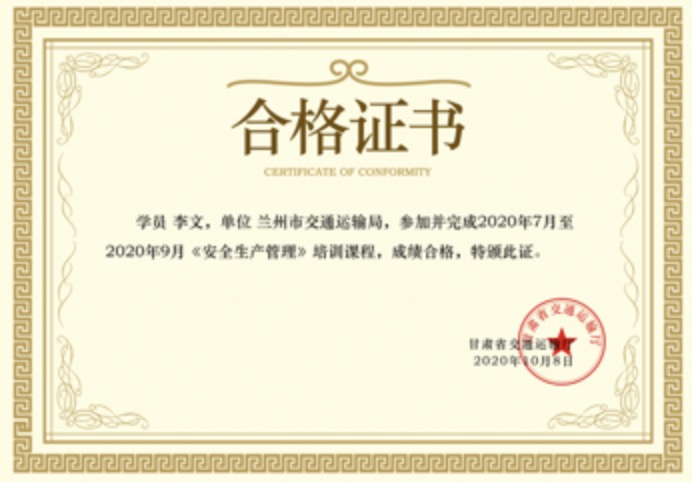 合格证书
CERTIFICATE OF CONFORMITY
学员 李文，单位 兰州市交通运输局，参加并完成2020年7月至
2020年9月《安全生产管理》培训课程，成绩合格，特颁此证。
甘肃省交通运输厅
2020年10月8日
甘肃省交通运输厅